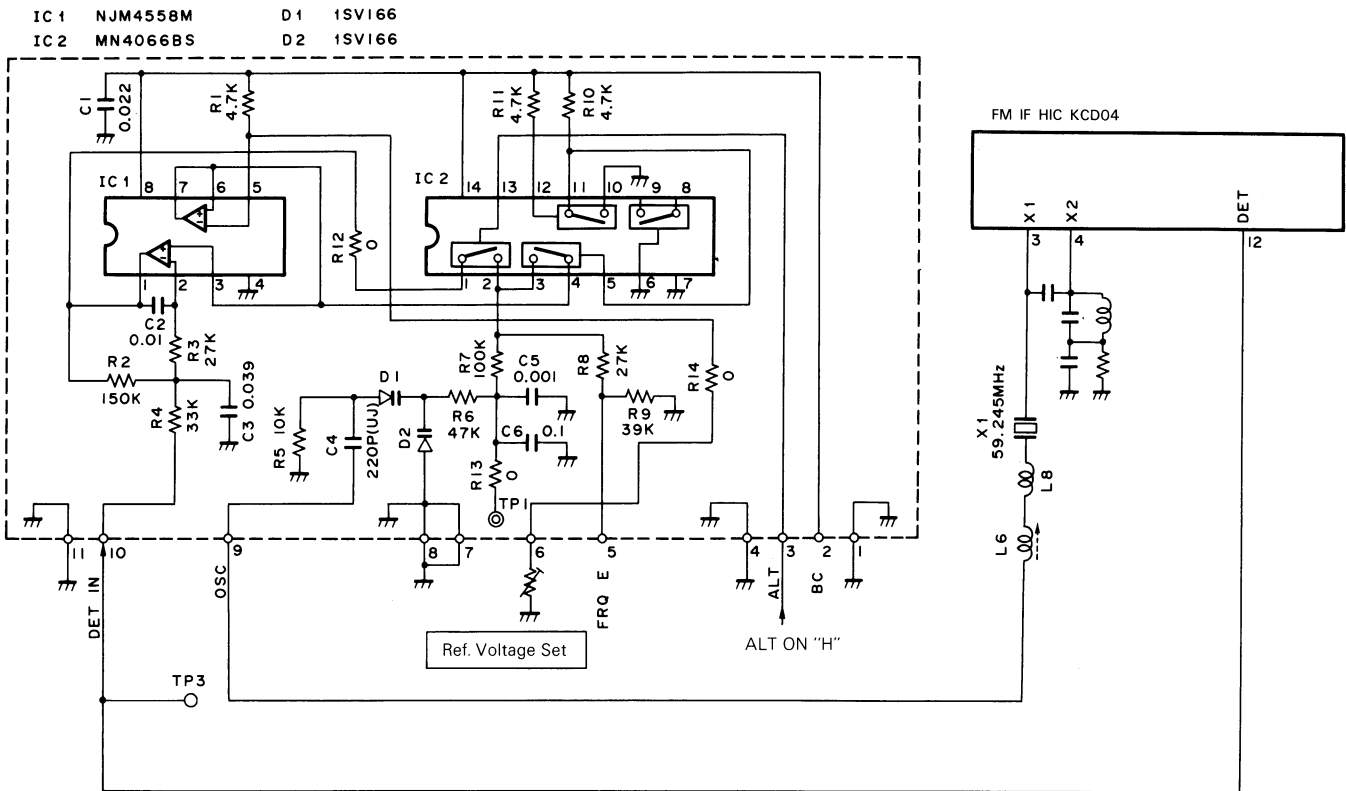 IC1 NJM4558M D1 1SV166
IC2 MN4066BS D2 1SV166
FM IF HIC KCD04
C1 0.022
R1 4.7K
R11 4.7K
R10 4.7K
IC1
8 7 6 5
IC2
14 13 12 11 10 9 8
X1 X2 DET
3 4 12
R12 0
1 2 3 4
1 2 3 4 5 6 7
C2 0.01
R3 27K
R2 150K
R4 33K
C3 0.039
R5 10K
C4 220P(UJ)
D1
D2
R6 47K
R7 100K
C5 0.001
C6 0.1
R13 0
TP1
R8 27K
R9 39K
R14 0
X1 59.245MHz
L8
L6
11 10 9 8 7 6 5 4 3 2 1
DET IN
OSC
FRQ E
ALT
BC
Ref. Voltage Set
ALT ON "H"
TP3